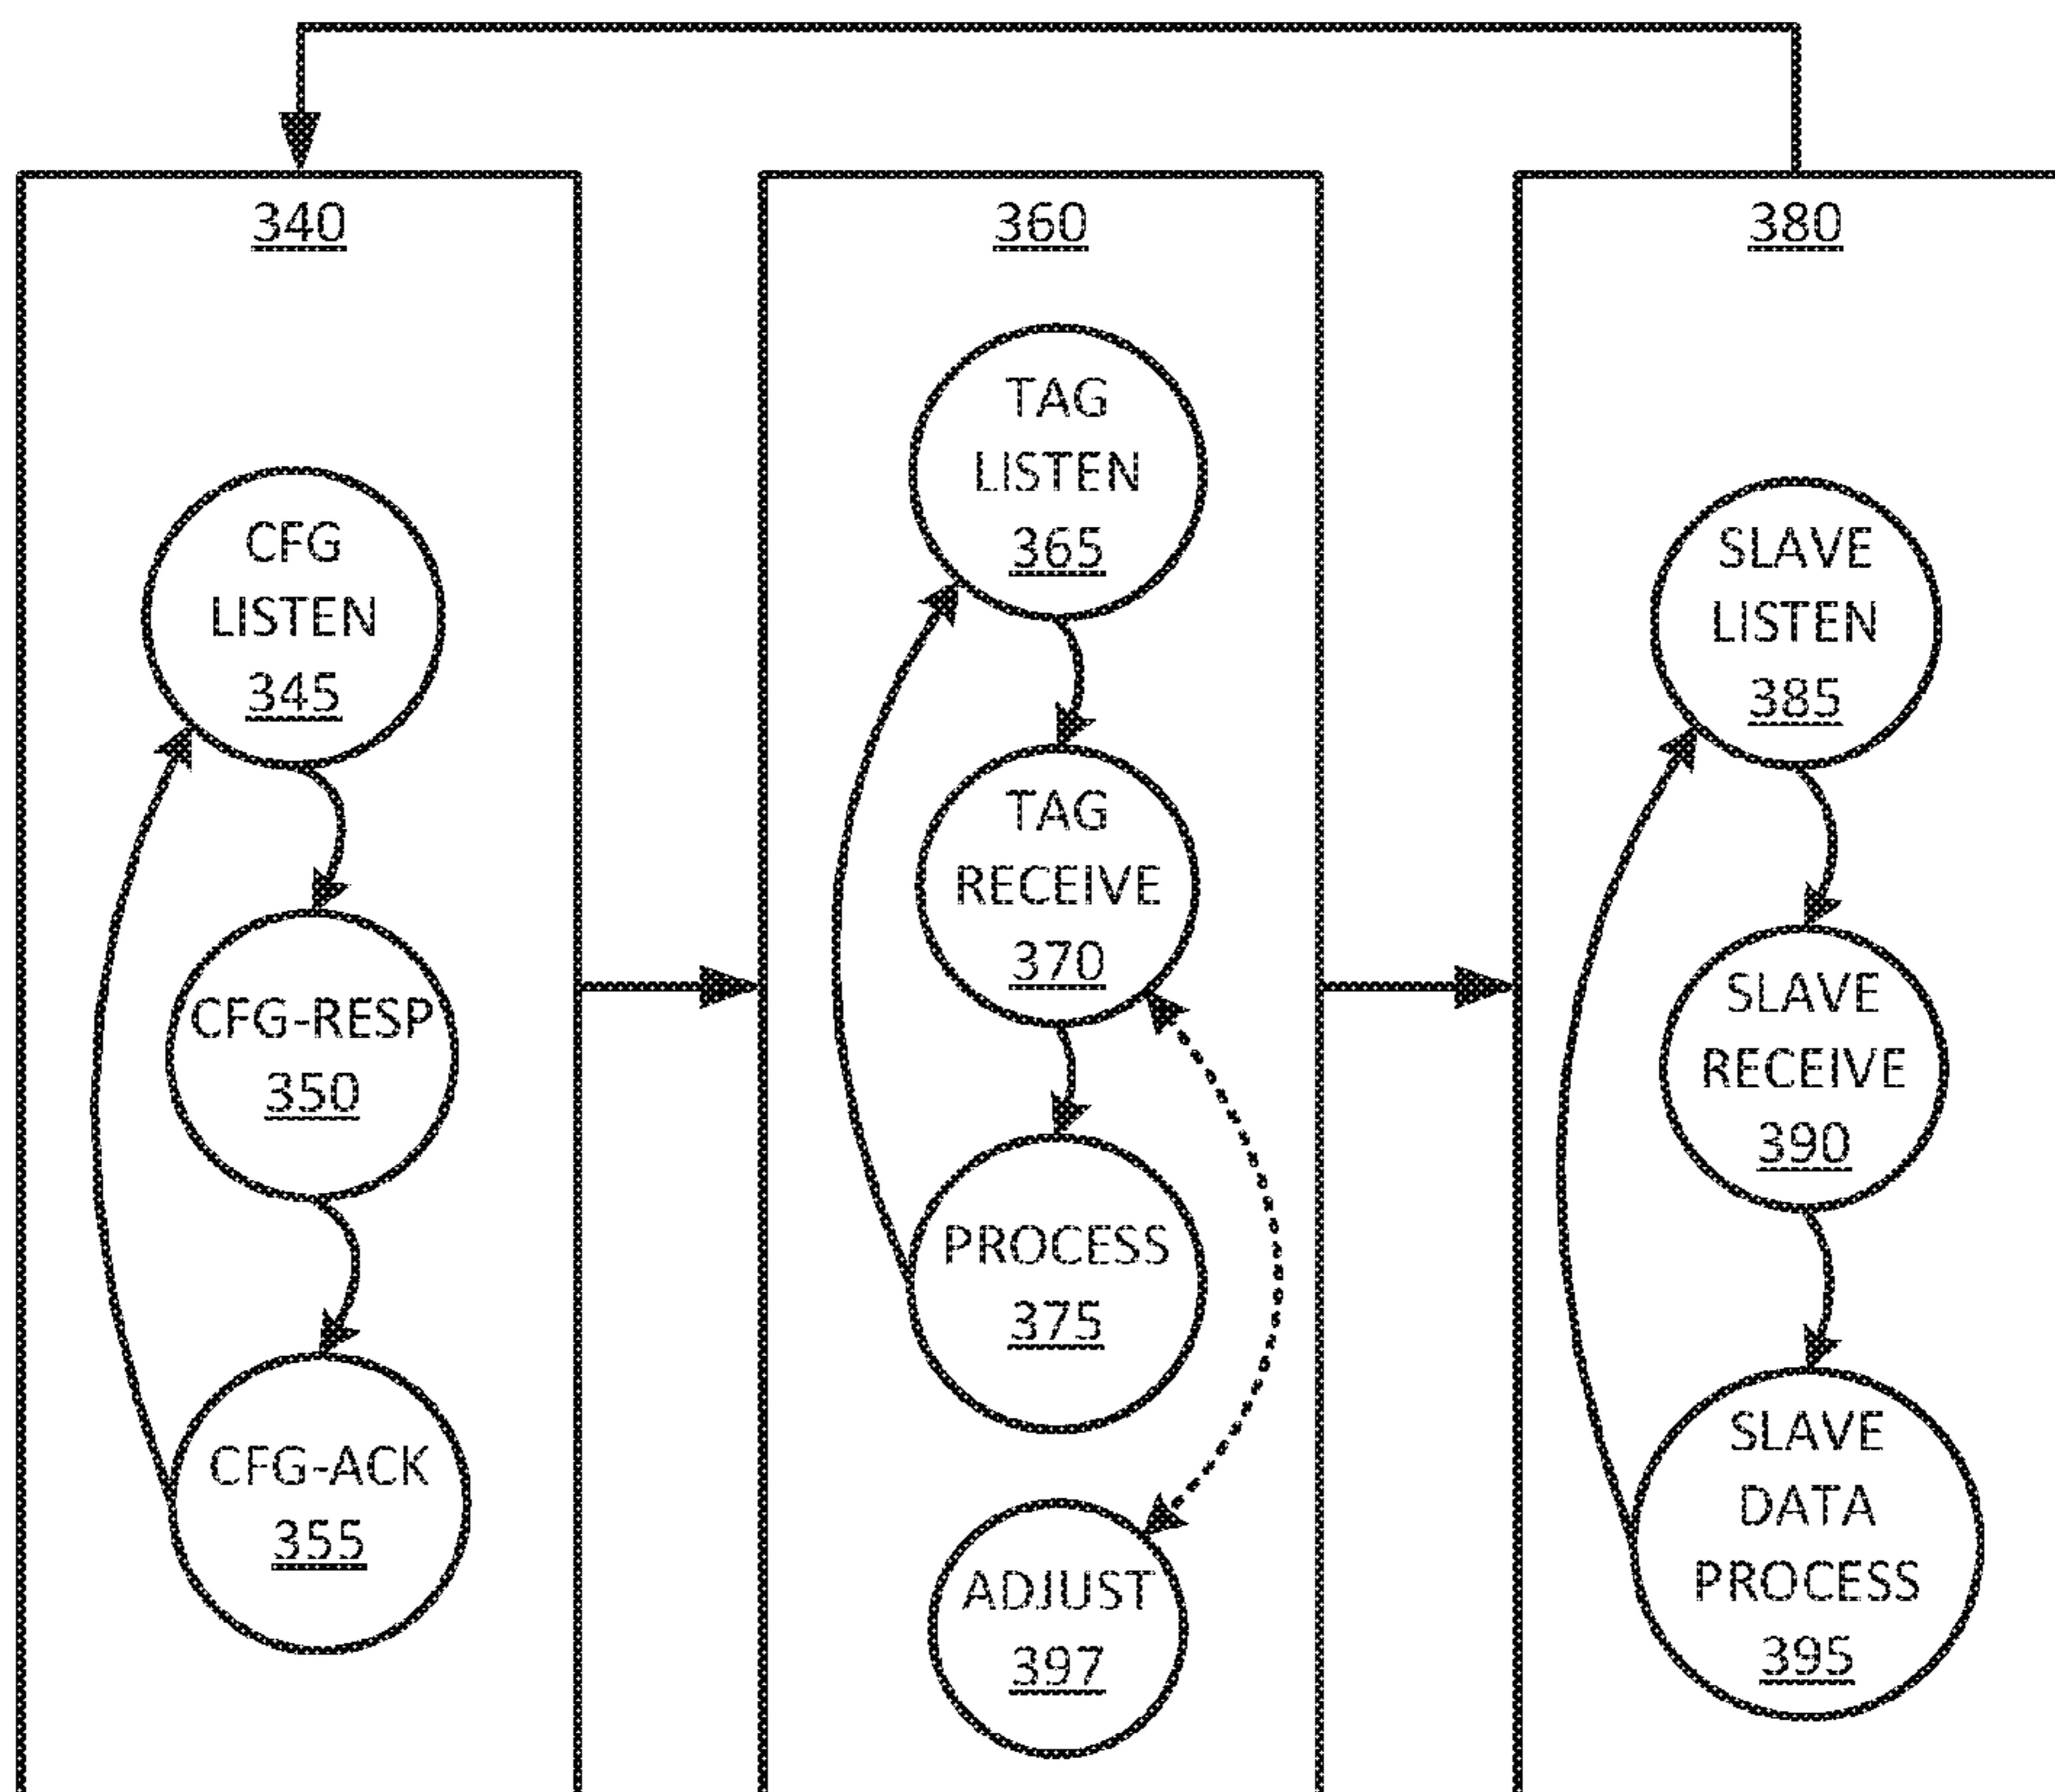 340
CFG
LISTEN
345
CFG-RESP
350
CFG-ACK
355
360
TAG
LISTEN
365
TAG
RECEIVE
370
PROCESS
375
ADJUST
397
380
SLAVE
LISTEN
385
SLAVE
RECEIVE
390
SLAVE
DATA
PROCESS
395